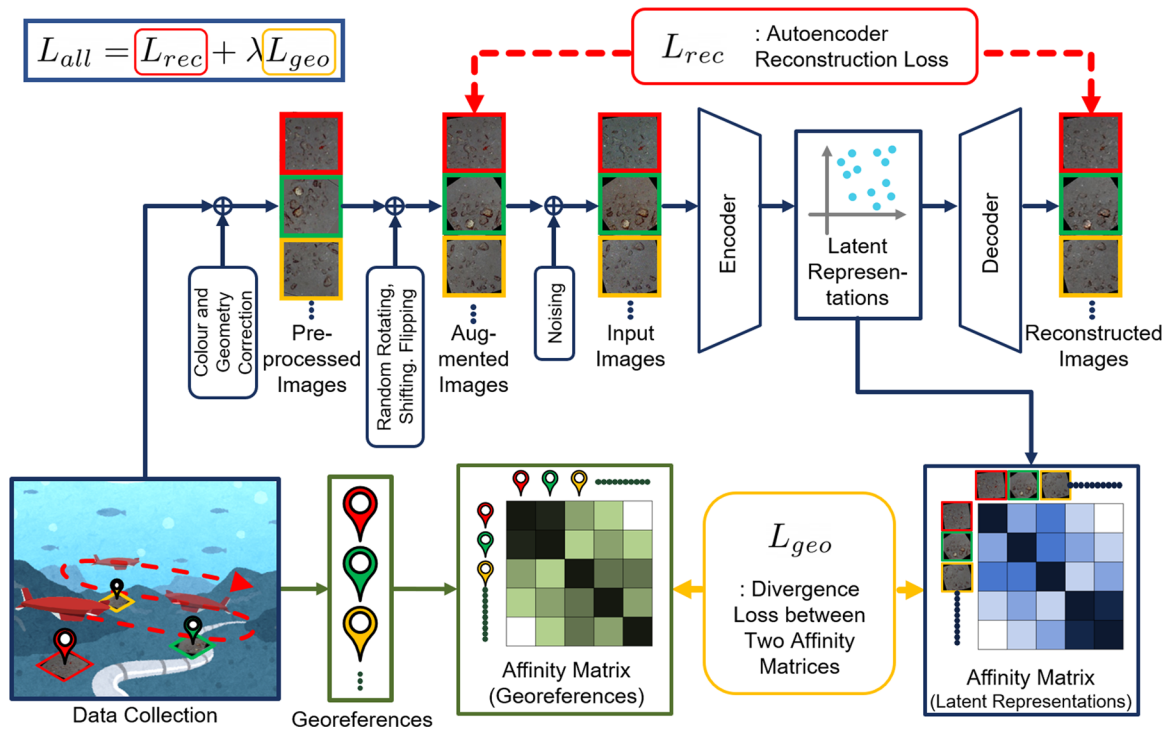 L_all = L_rec + λL_geo
L_rec
: Autoencoder
Reconstruction Loss
Colour and
Geometry
Correction
Pre-
processed
Images
Random Rotating,
Shifting. Flipping
Aug-
mented
Images
Noising
Input
Images
Encoder
Latent
Represen-
tations
Decoder
Reconstructed
Images
Data Collection
Georeferences
Affinity Matrix
(Georeferences)
L_geo
: Divergence
Loss between
Two Affinity
Matrices
Affinity Matrix
(Latent Representations)